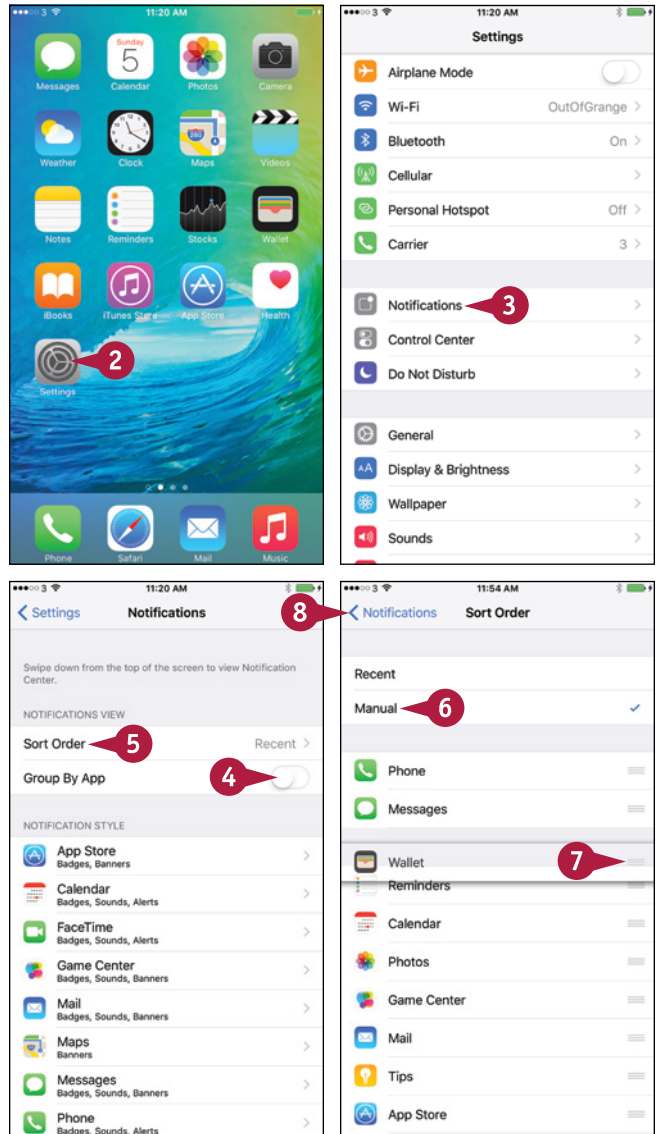 3
11:20 AM
Sunday
5
Messages
Calendar
Photos
Camera
280
Weather
Clock
Maps
Videos
Notes
Reminders
Stocks
Wallet
iBooks
iTunes Store
App Store
Health
2
Settings
Phone
Safari
Mail
Music
3
11:20 AM
Settings
Airplane Mode
Wi-Fi OutOfGrange
Bluetooth On
Cellular
Personal Hotspot Off
Carrier 3
Notifications 3
Control Center
Do Not Disturb
General
AA Display & Brightness
Wallpaper
Sounds
3
11:20 AM
Settings Notifications
Swipe down from the top of the screen to view Notification
Center.
NOTIFICATIONS VIEW
Sort Order 5 Recent
Group By App 4
NOTIFICATION STYLE
App Store
Badges, Banners
Calendar
Badges, Sounds, Alerts
FaceTime
Badges, Sounds, Alerts
Game Center
Badges, Sounds, Banners
Mail
Badges, Sounds, Banners
Maps
Banners
Messages
Badges, Sounds, Banners
Phone
Badges, Sounds, Alerts
3
11:54 AM
8 Notifications Sort Order
Recent
Manual 6
Phone
Messages
Wallet 7
Reminders
Calendar
Photos
Game Center
Mail
Tips
App Store